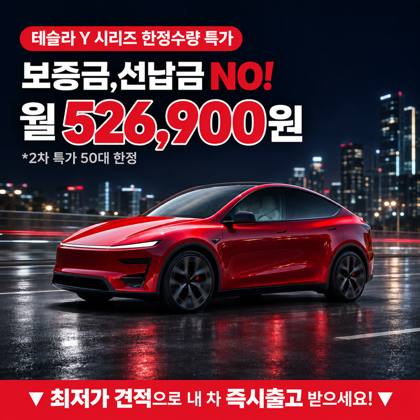 테슬라 Y 시리즈 한정수량 특가
보증금,선납금 NO!
월 526,900원
*2차 특가 50대 한정
▼ 최저가 견적으로 내 차 즉시출고 받으세요! ▼